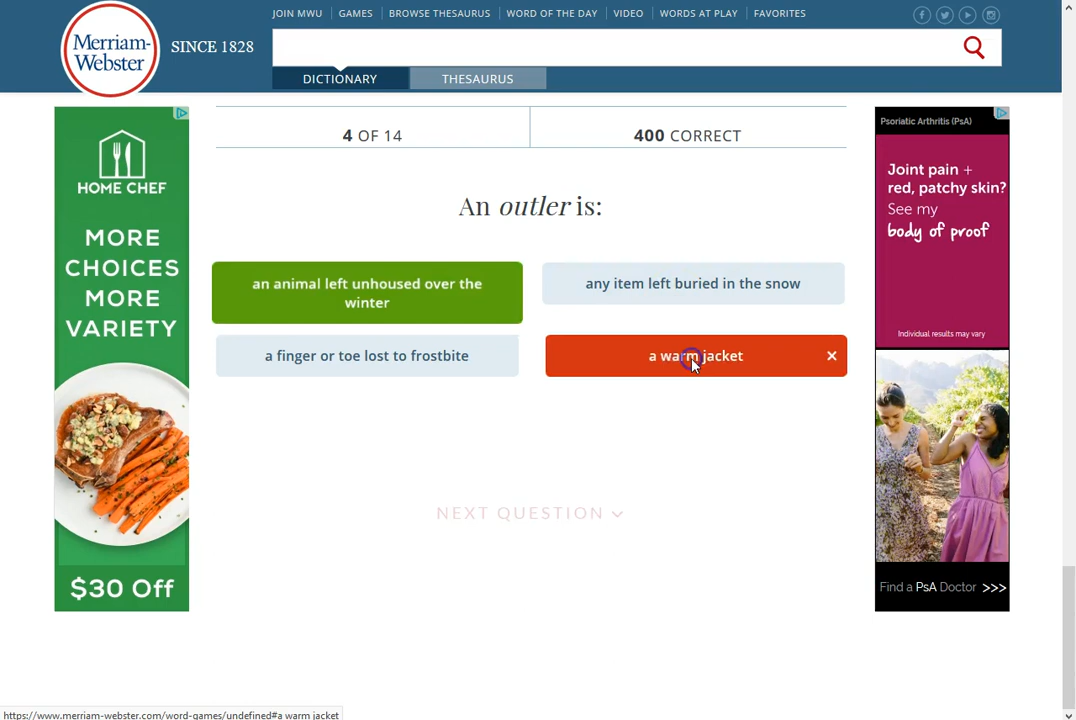 JOIN MWU GAMES BROWSE THESAURUS WORD OF THE DAY VIDEO WORDS AT PLAY FAVORITES
Merriam-
Webster
SINCE 1828
DICTIONARY THESAURUS
4 OF 14
400 CORRECT
An outler is:
an animal left unhoused over the
winter
any item left buried in the snow
a finger or toe lost to frostbite
a warm jacket ×
NEXT QUESTION
HOME CHEF
MORE
CHOICES
MORE
VARIETY
$30 Off
Psoriatic Arthritis (PsA)
Joint pain +
red, patchy skin?
See my
body of proof
Individual results may vary
Find a PsA Doctor >>>
https://www.merriam-webster.com/word-games/undefined#a warm jacket